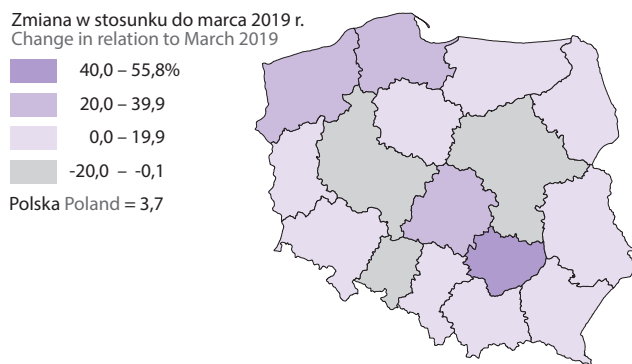 Zmiana w stosunku do marca 2019 r.
Change in relation to March 2019
40,0 – 55,8%
20,0 – 39,9
0,0 – 19,9
-20,0 – -0,1
Polska Poland = 3,7